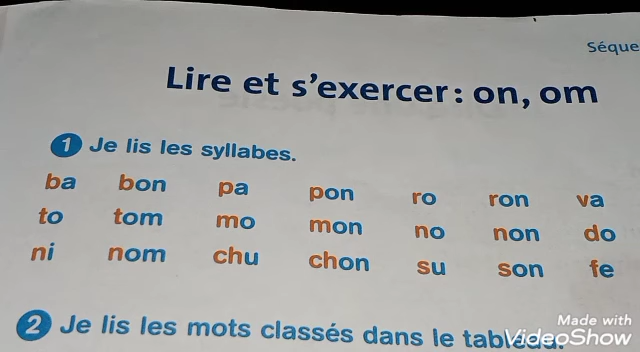 Séque
Lire et s'exercer: on, om
1 Je lis les syllabes.
ba bon pa pon ro ron va
to tom mo mon no non do
ni nom chu chon su son fe
2 Je lis les mots classés dans le tableau.
Made with
VideoShow